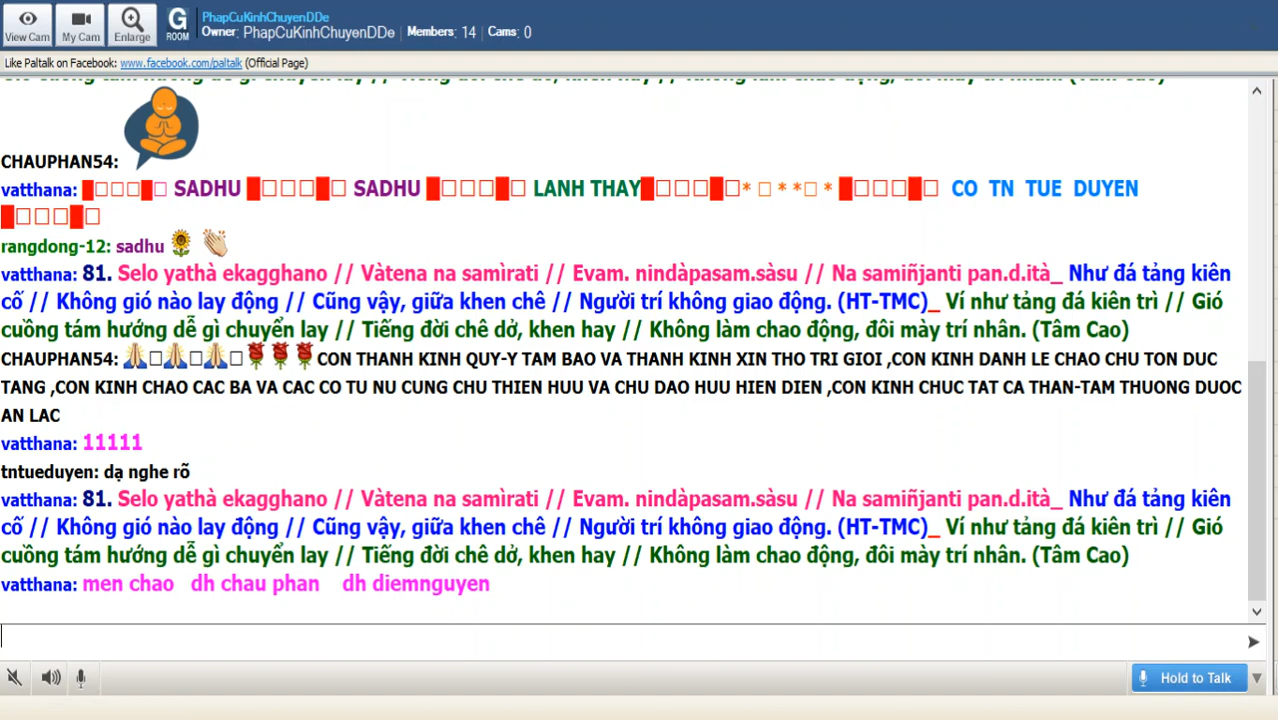 View Cam
My Cam
Enlarge
G ROOM
PhapCuKinhChuyenDDe
Owner: PhapCuKinhChuyenDDe Members: 14 Cams: 0
Like Paltalk on Facebook: www.facebook.com/paltalk (Official Page)
CHAUPHAN54:
vatthana: █□□□█□ SADHU █□□□█□ SADHU █□□□█□ LANH THAY█□□□█□* □ * *□ * █□□□█□ CO TN TUE DUYEN
█□□□█□
rangdong-12: sadhu
vatthana: 81. Selo yathà ekagghano // Vàtena na samìrati // Evam. nindàpasam.sàsu // Na samiñjanti pan.d.ità_ Như đá tảng kiên
cố // Không gió nào lay động // Cũng vậy, giữa khen chê // Người trí không giao động. (HT-TMC)_ Ví như tảng đá kiên trì // Gió
cuồng tám hướng dễ gì chuyển lay // Tiếng đời chê dở, khen hay // Không làm chao động, đôi mày trí nhân. (Tâm Cao)
CHAUPHAN54: 🙏□🙏□🙏□🌹🌹🌹CON THANH KINH QUY-Y TAM BAO VA THANH KINH XIN THO TRI GIOI ,CON KINH DANH LE CHAO CHU TON DUC
TANG ,CON KINH CHAO CAC BA VA CAC CO TU NU CUNG CHU THIEN HUU VA CHU DAO HUU HIEN DIEN ,CON KINH CHUC TAT CA THAN-TAM THUONG DUOC
AN LAC
vatthana: 11111
tntueduyen: dạ nghe rõ
vatthana: 81. Selo yathà ekagghano // Vàtena na samìrati // Evam. nindàpasam.sàsu // Na samiñjanti pan.d.ità_ Như đá tảng kiên
cố // Không gió nào lay động // Cũng vậy, giữa khen chê // Người trí không giao động. (HT-TMC)_ Ví như tảng đá kiên trì // Gió
cuồng tám hướng dễ gì chuyển lay // Tiếng đời chê dở, khen hay // Không làm chao động, đôi mày trí nhân. (Tâm Cao)
vatthana: men chao dh chau phan dh diemnguyen
Hold to Talk